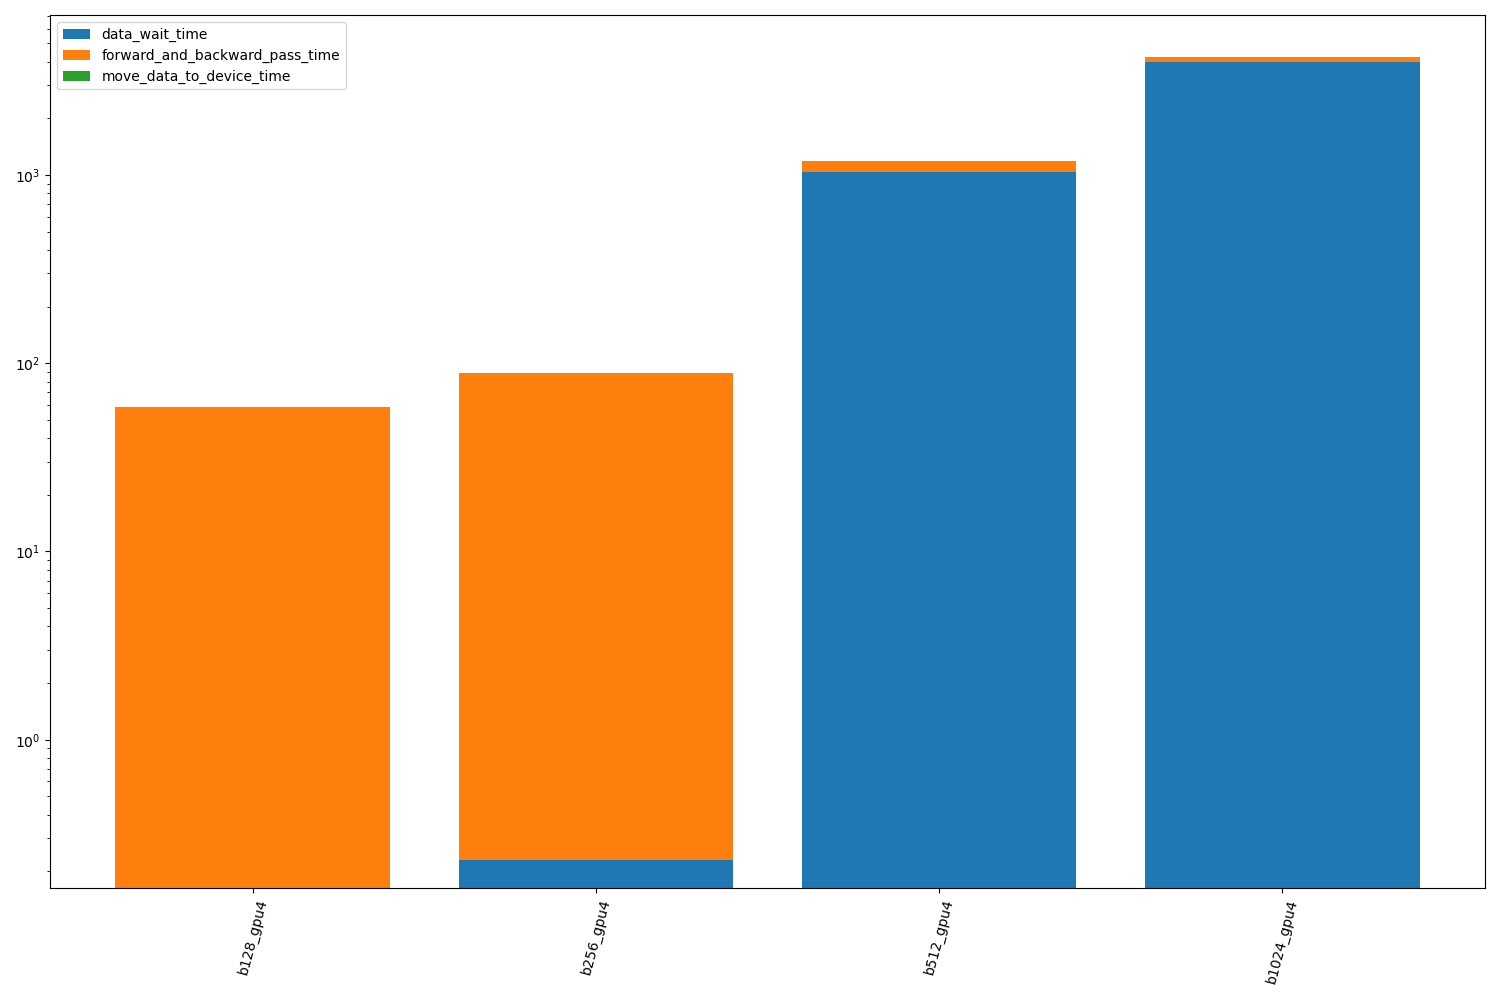 data_wait_time
forward_and_backward_pass_time
move_data_to_device_time
10³
10²
10¹
10⁰
b128_gpu4
b256_gpu4
b512_gpu4
b1024_gpu4